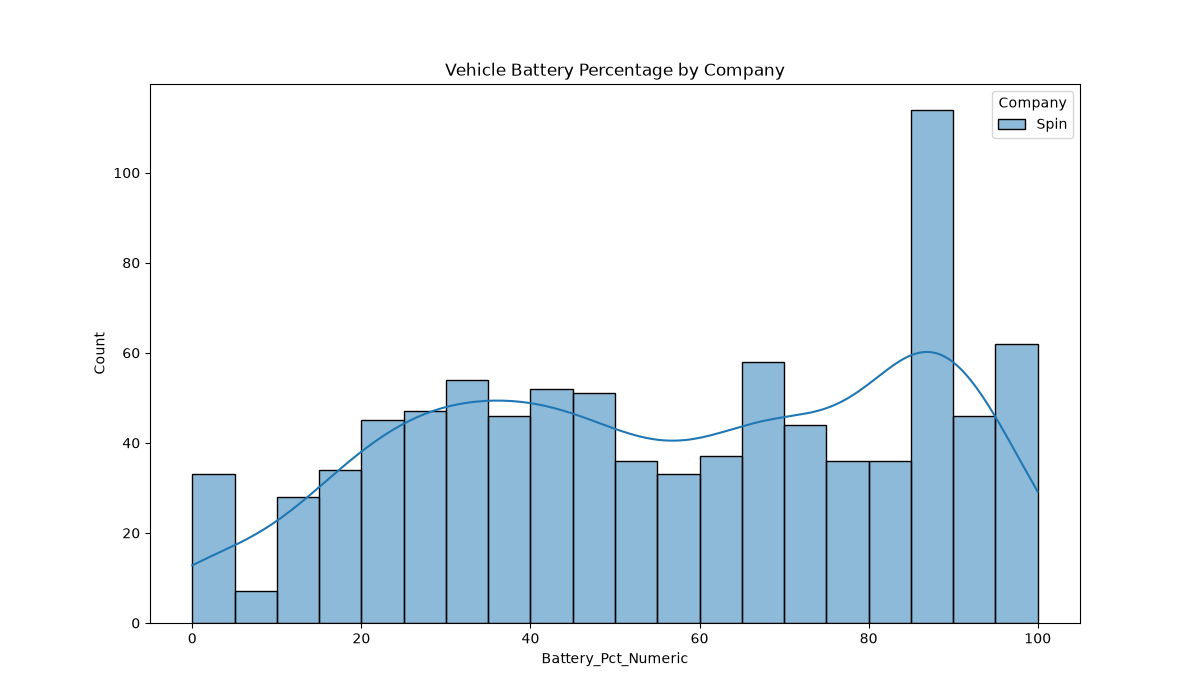 Vehicle Battery Percentage by Company
Company
Spin
100
80
60
40
20
0
Count
0 20 40 60 80 100
Battery_Pct_Numeric